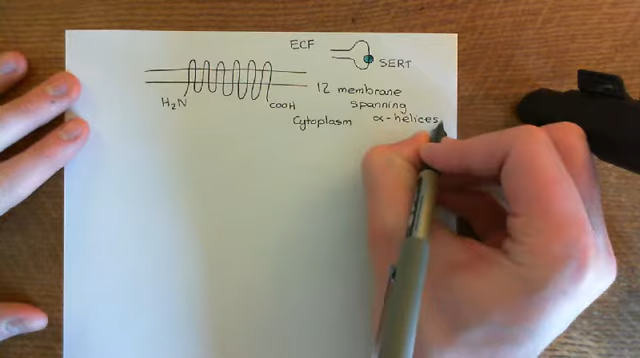 ECF
SERT
12 membrane
spanning
α-helices
H₂N
COOH
Cytoplasm